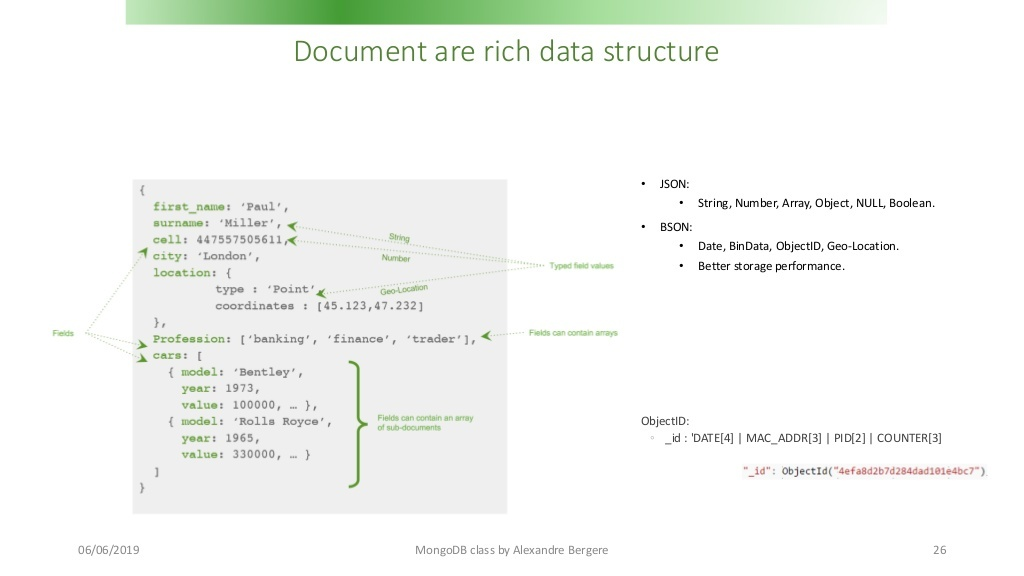 Document are rich data structure
{
first_name: ‘Paul’,
surname: ‘Miller’,
cell: 447557505611,
city: ‘London’,
location: {
type : ‘Point’,
coordinates : [45.123,47.232]
},
Profession: [‘banking’, ‘finance’, ‘trader’],
cars: [
{ model: ‘Bentley’,
year: 1973,
value: 100000, … },
{ model: ‘Rolls Royce’,
year: 1965,
value: 330000, … }
]
}
Fields
String
Number
Geo-Location
Typed field values
Fields can contain arrays
Fields can contain an array
of sub-documents
• JSON:
• String, Number, Array, Object, NULL, Boolean.
• BSON:
• Date, BinData, ObjectID, Geo-Location.
• Better storage performance.
ObjectID:
▫ _id : 'DATE[4] | MAC_ADDR[3] | PID[2] | COUNTER[3]
"_id": ObjectId("4efa8d2b7d284dad101e4bc7")
06/06/2019
MongoDB class by Alexandre Bergere
26